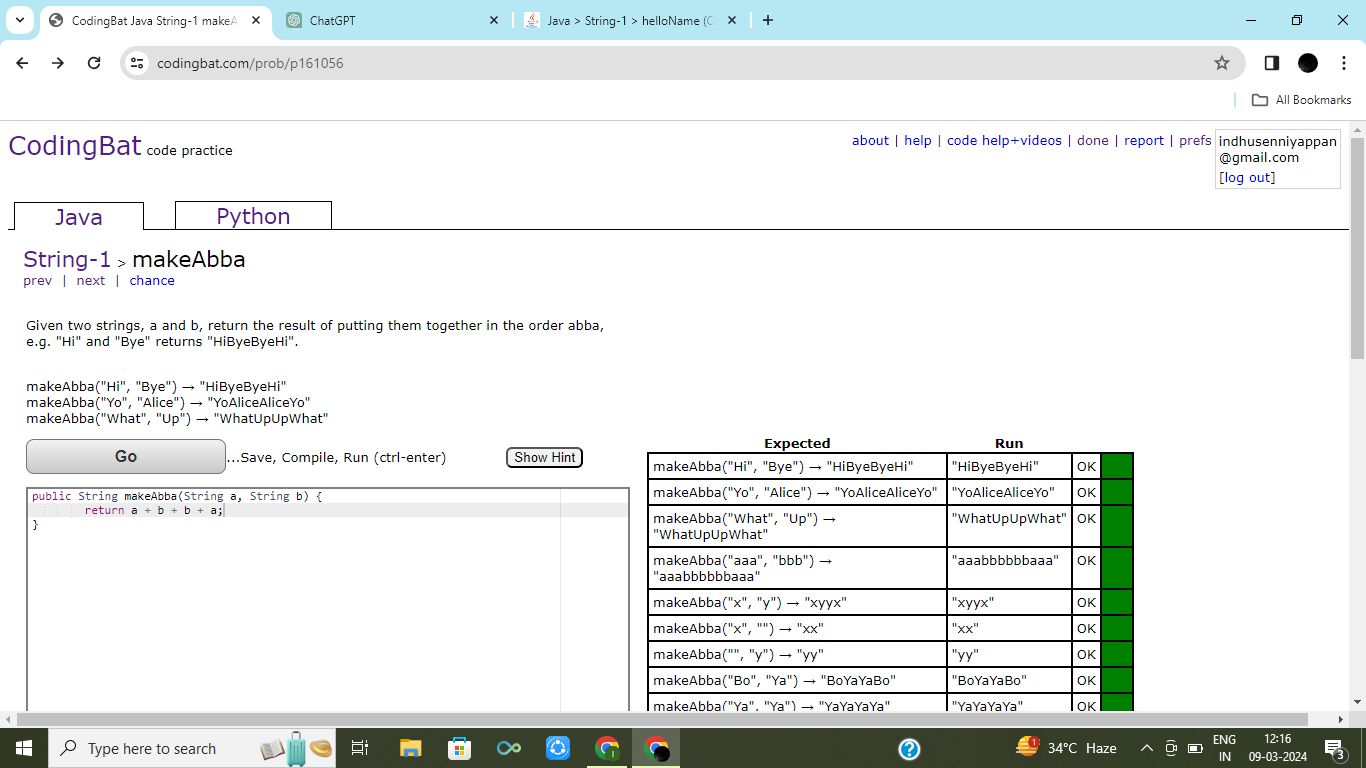 CodingBat Java String-1 makeA
ChatGPT
Java > String-1 > helloName (C
codingbat.com/prob/p161056
All Bookmarks
CodingBat code practice
about | help | code help+videos | done | report | prefs
indhusenniyappan
@gmail.com
[log out]
Java
Python
String-1 > makeAbba
prev | next | chance
Given two strings, a and b, return the result of putting them together in the order abba,
e.g. "Hi" and "Bye" returns "HiByeByeHi".
makeAbba("Hi", "Bye") → "HiByeByeHi"
makeAbba("Yo", "Alice") → "YoAliceAliceYo"
makeAbba("What", "Up") → "WhatUpUpWhat"
Go
...Save, Compile, Run (ctrl-enter)
Show Hint
public String makeAbba(String a, String b) {
return a + b + b + a;
}
Expected Run
makeAbba("Hi", "Bye") → "HiByeByeHi" "HiByeByeHi" OK
makeAbba("Yo", "Alice") → "YoAliceAliceYo" "YoAliceAliceYo" OK
makeAbba("What", "Up") → "WhatUpUpWhat" OK
"WhatUpUpWhat"
makeAbba("aaa", "bbb") → "aaabbbbbbaaa" OK
"aaabbbbbbaaa"
makeAbba("x", "y") → "xyyx" "xyyx" OK
makeAbba("x", "") → "xx" "xx" OK
makeAbba("", "y") → "yy" "yy" OK
makeAbba("Bo", "Ya") → "BoYaYaBo" "BoYaYaBo" OK
makeAbba("Ya", "Ya") → "YaYaYaYa" "YaYaYaYa" OK
Type here to search
34°C Haze
ENG
IN
12:16
09-03-2024
3